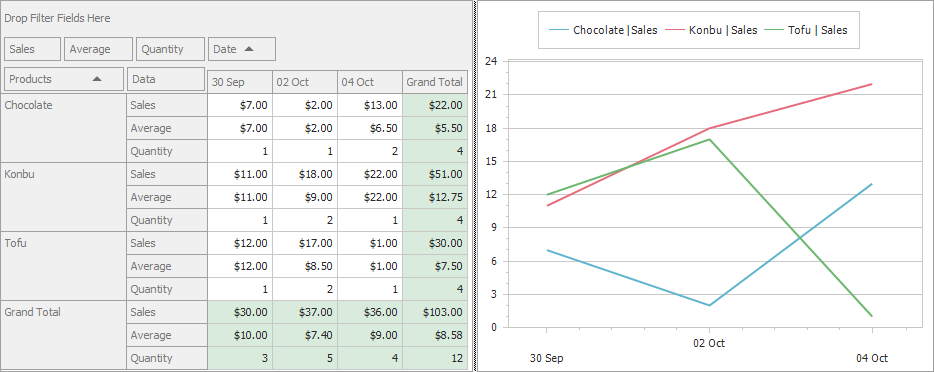 Drop Filter Fields Here
Sales Average Quantity Date
Products Data 30 Sep 02 Oct 04 Oct Grand Total
Chocolate Sales $7.00 $2.00 $13.00 $22.00
Average $7.00 $2.00 $6.50 $5.50
Quantity 1 1 2 4
Konbu Sales $11.00 $18.00 $22.00 $51.00
Average $11.00 $9.00 $22.00 $12.75
Quantity 1 2 1 4
Tofu Sales $12.00 $17.00 $1.00 $30.00
Average $12.00 $8.50 $1.00 $7.50
Quantity 1 2 1 4
Grand Total Sales $30.00 $37.00 $36.00 $103.00
Average $10.00 $7.40 $9.00 $8.58
Quantity 3 5 4 12
Chocolate | Sales Konbu | Sales Tofu | Sales
24
21
18
15
12
9
6
3
0
30 Sep 02 Oct 04 Oct